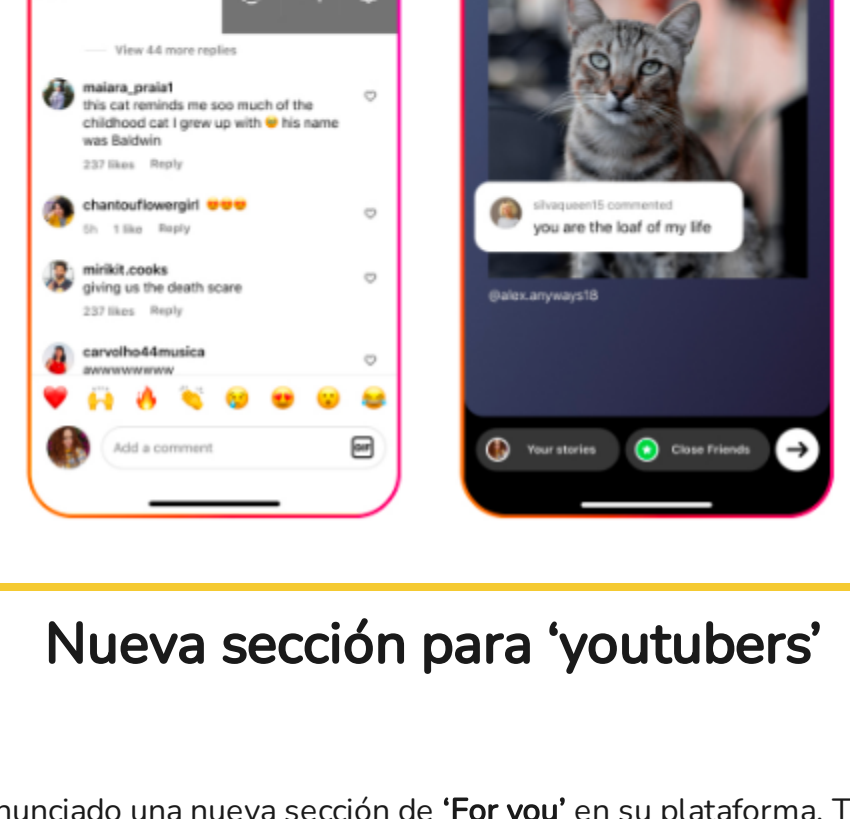 View 44 more replies
maiara_praia1
this cat reminds me soo much of the
childhood cat I grew up with 🥹 his name
was Baldwin
237 likes Reply
chantouflowergirl 😍😍😍
5h 1 like Reply
mirikit.cooks
giving us the death scare
237 likes Reply
carvolho44musica
awwwwwwww
❤️ 🙌 🔥 👏 😢 😍 😮 😂
Add a comment
GIF
silvaqueen15 commented
you are the loaf of my life
@alex.anyways18
Your stories
Close Friends
Nueva sección para ‘youtubers’
nunciado una nueva sección de ‘For you’ en su plataforma. T